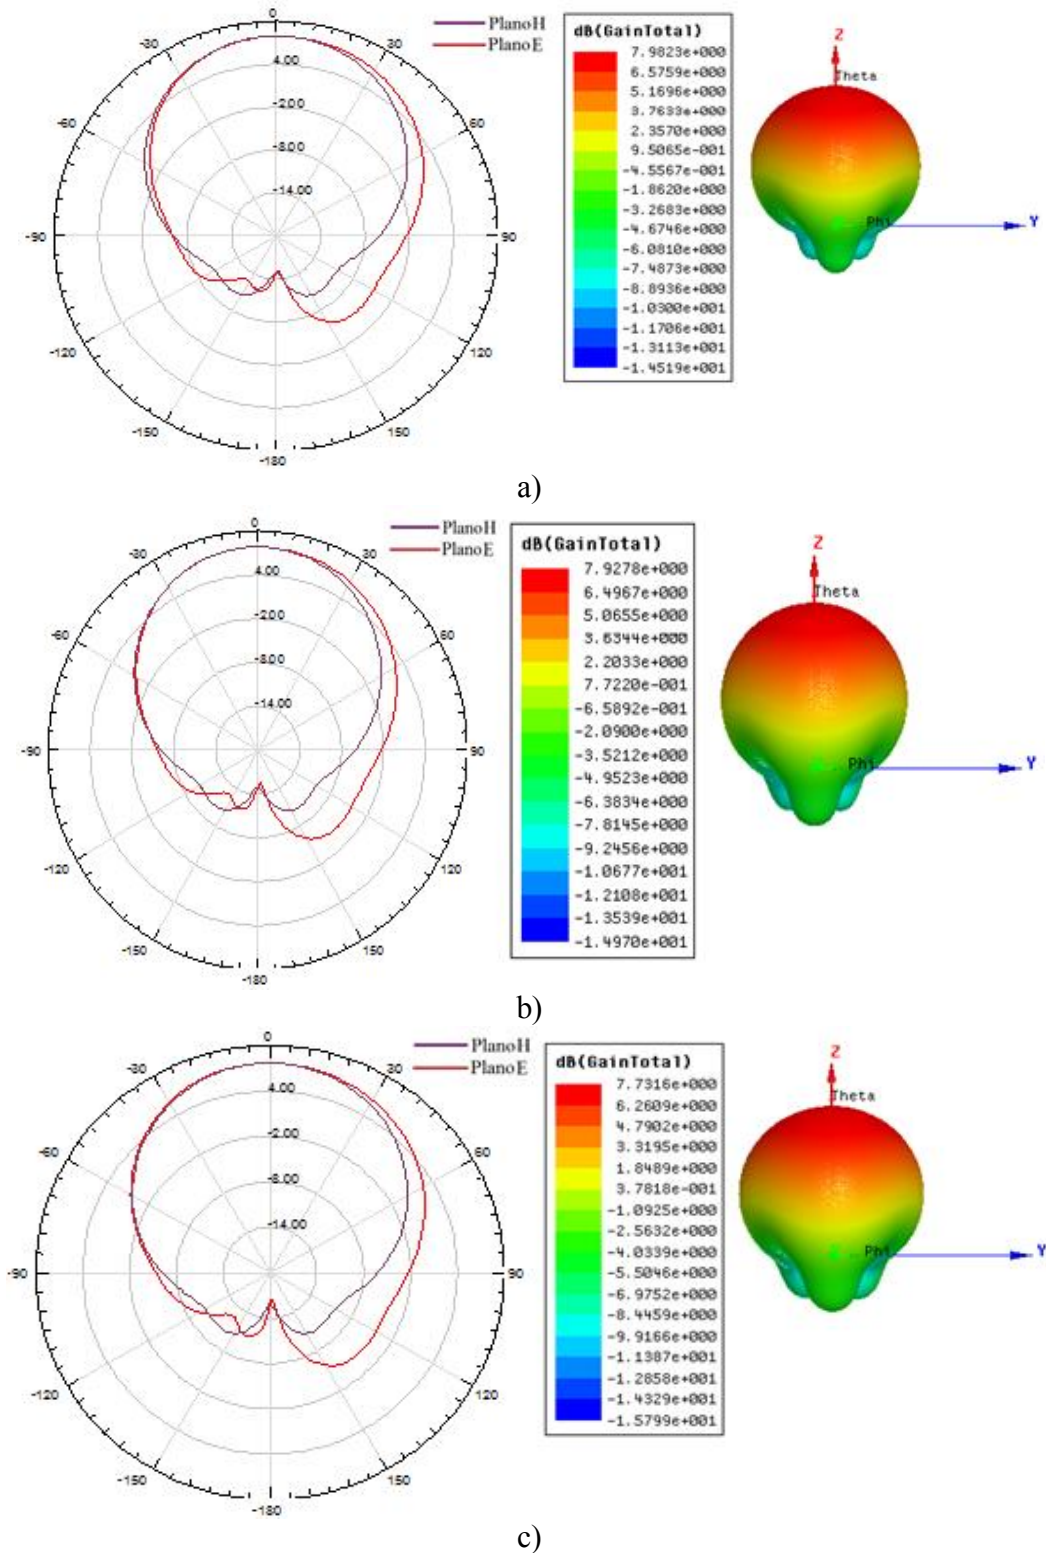 PlanoH
PlanoE
0
30
60
90
120
150
-180
-150
-120
-90
-60
-30
4.00
-2.00
-8.00
-14.00
dB(GainTotal)
7.9823e+000
6.5759e+000
5.1696e+000
3.7633e+000
2.3570e+000
9.5065e-001
-4.5567e-001
-1.8620e+000
-3.2683e+000
-4.6746e+000
-6.0810e+000
-7.4873e+000
-8.8936e+000
-1.0300e+001
-1.1706e+001
-1.3113e+001
-1.4519e+001
Z
Theta
Phi
Y
a)
PlanoH
PlanoE
0
30
60
90
120
150
-180
-150
-120
-90
-60
-30
4.00
-2.00
-8.00
-14.00
dB(GainTotal)
7.9278e+000
6.4967e+000
5.0655e+000
3.6344e+000
2.2033e+000
7.7220e-001
-6.5892e-001
-2.0900e+000
-3.5212e+000
-4.9523e+000
-6.3834e+000
-7.8145e+000
-9.2456e+000
-1.0677e+001
-1.2108e+001
-1.3539e+001
-1.4970e+001
Z
Theta
Phi
Y
b)
PlanoH
PlanoE
0
30
60
90
120
150
-180
-150
-120
-90
-60
-30
4.00
-2.00
-8.00
-14.00
dB(GainTotal)
7.7316e+000
6.2609e+000
4.7902e+000
3.3195e+000
1.8489e+000
3.7818e-001
-1.0925e+000
-2.5632e+000
-4.0339e+000
-5.5046e+000
-6.9752e+000
-8.4459e+000
-9.9166e+000
-1.1387e+001
-1.2858e+001
-1.4329e+001
-1.5799e+001
Z
Theta
Phi
Y
c)